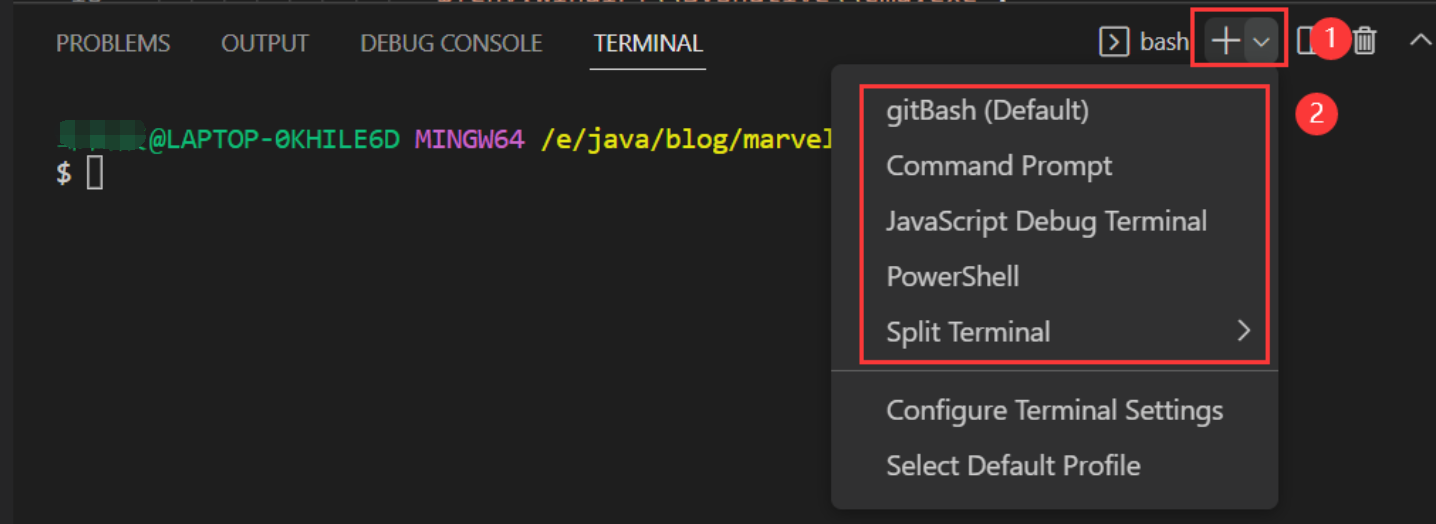 PROBLEMS OUTPUT DEBUG CONSOLE TERMINAL bash 1
gitBash (Default) 2
@LAPTOP-0KHILE6D MINGW64 /e/java/blog/marvel
Command Prompt
$
JavaScript Debug Terminal
PowerShell
Split Terminal
Configure Terminal Settings
Select Default Profile